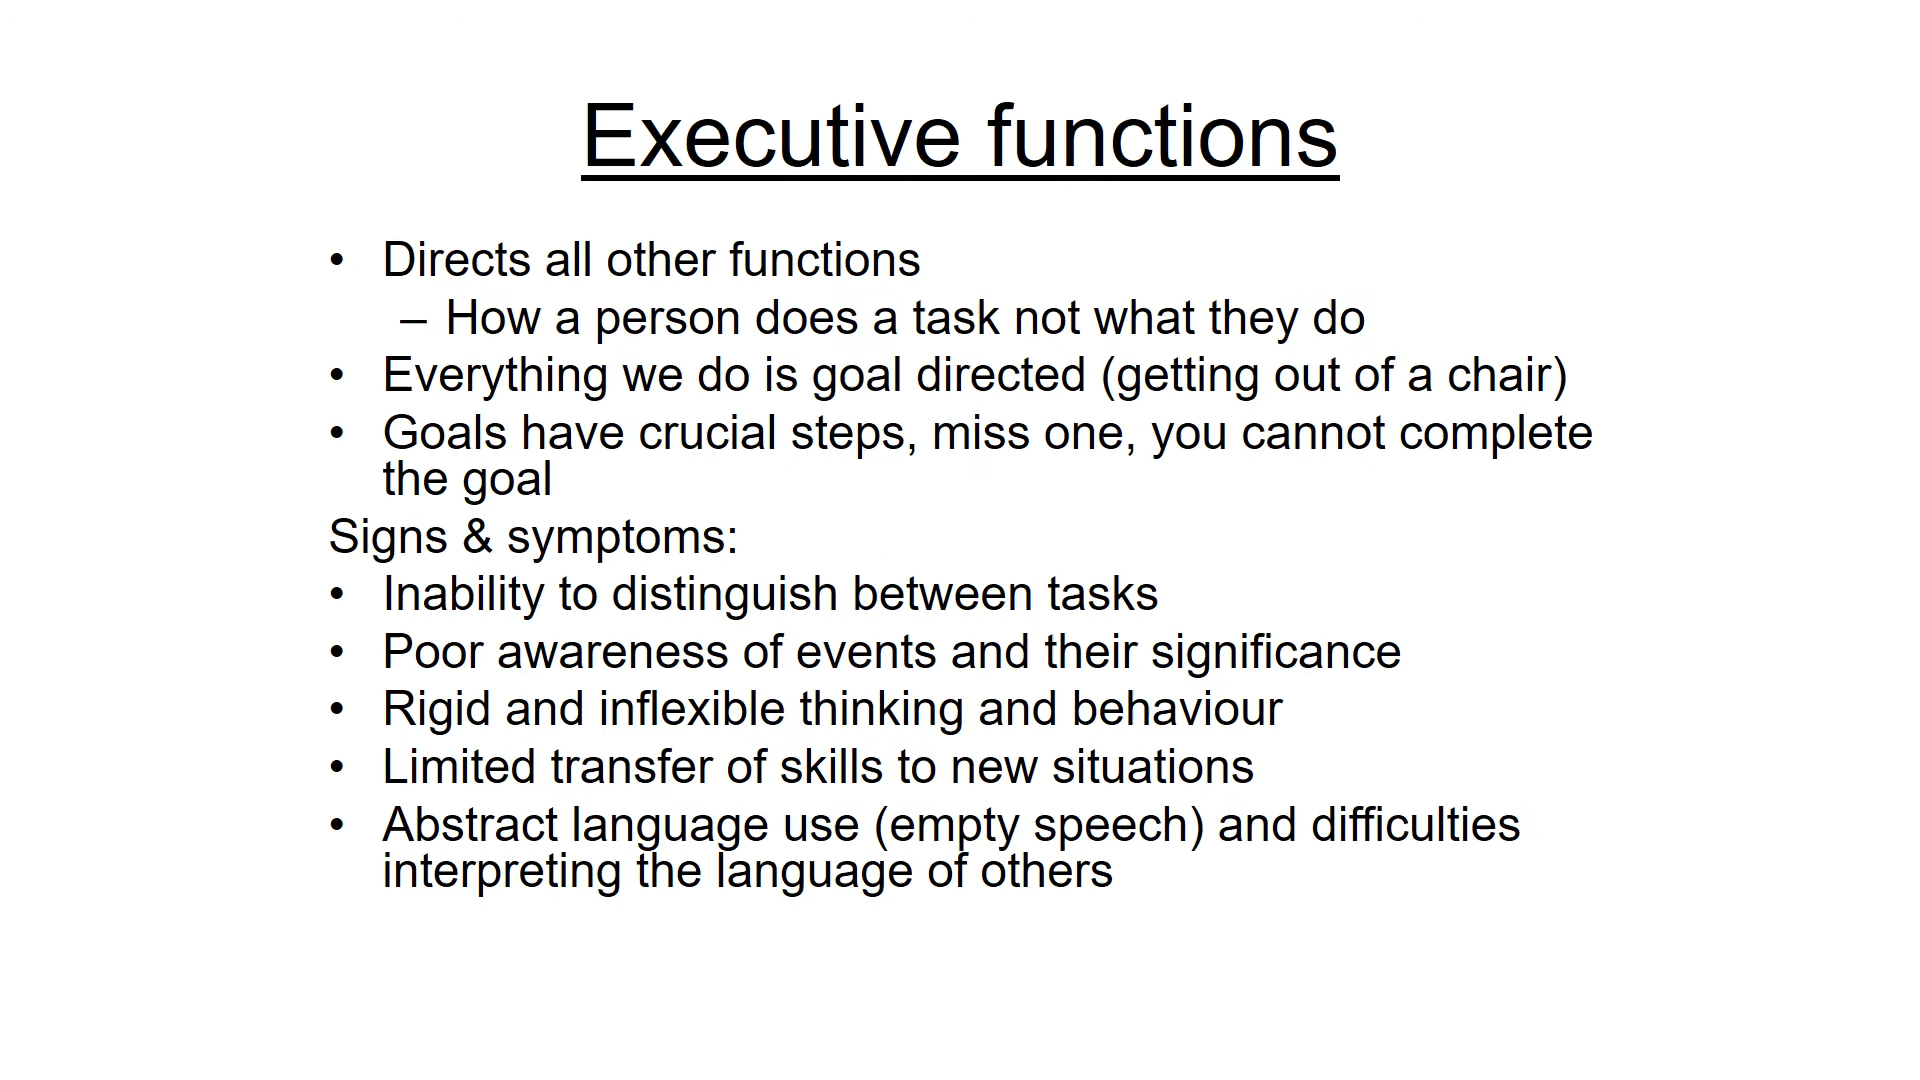 Executive functions
• Directs all other functions
– How a person does a task not what they do
• Everything we do is goal directed (getting out of a chair)
• Goals have crucial steps, miss one, you cannot complete
the goal
Signs & symptoms:
• Inability to distinguish between tasks
• Poor awareness of events and their significance
• Rigid and inflexible thinking and behaviour
• Limited transfer of skills to new situations
• Abstract language use (empty speech) and difficulties
interpreting the language of others